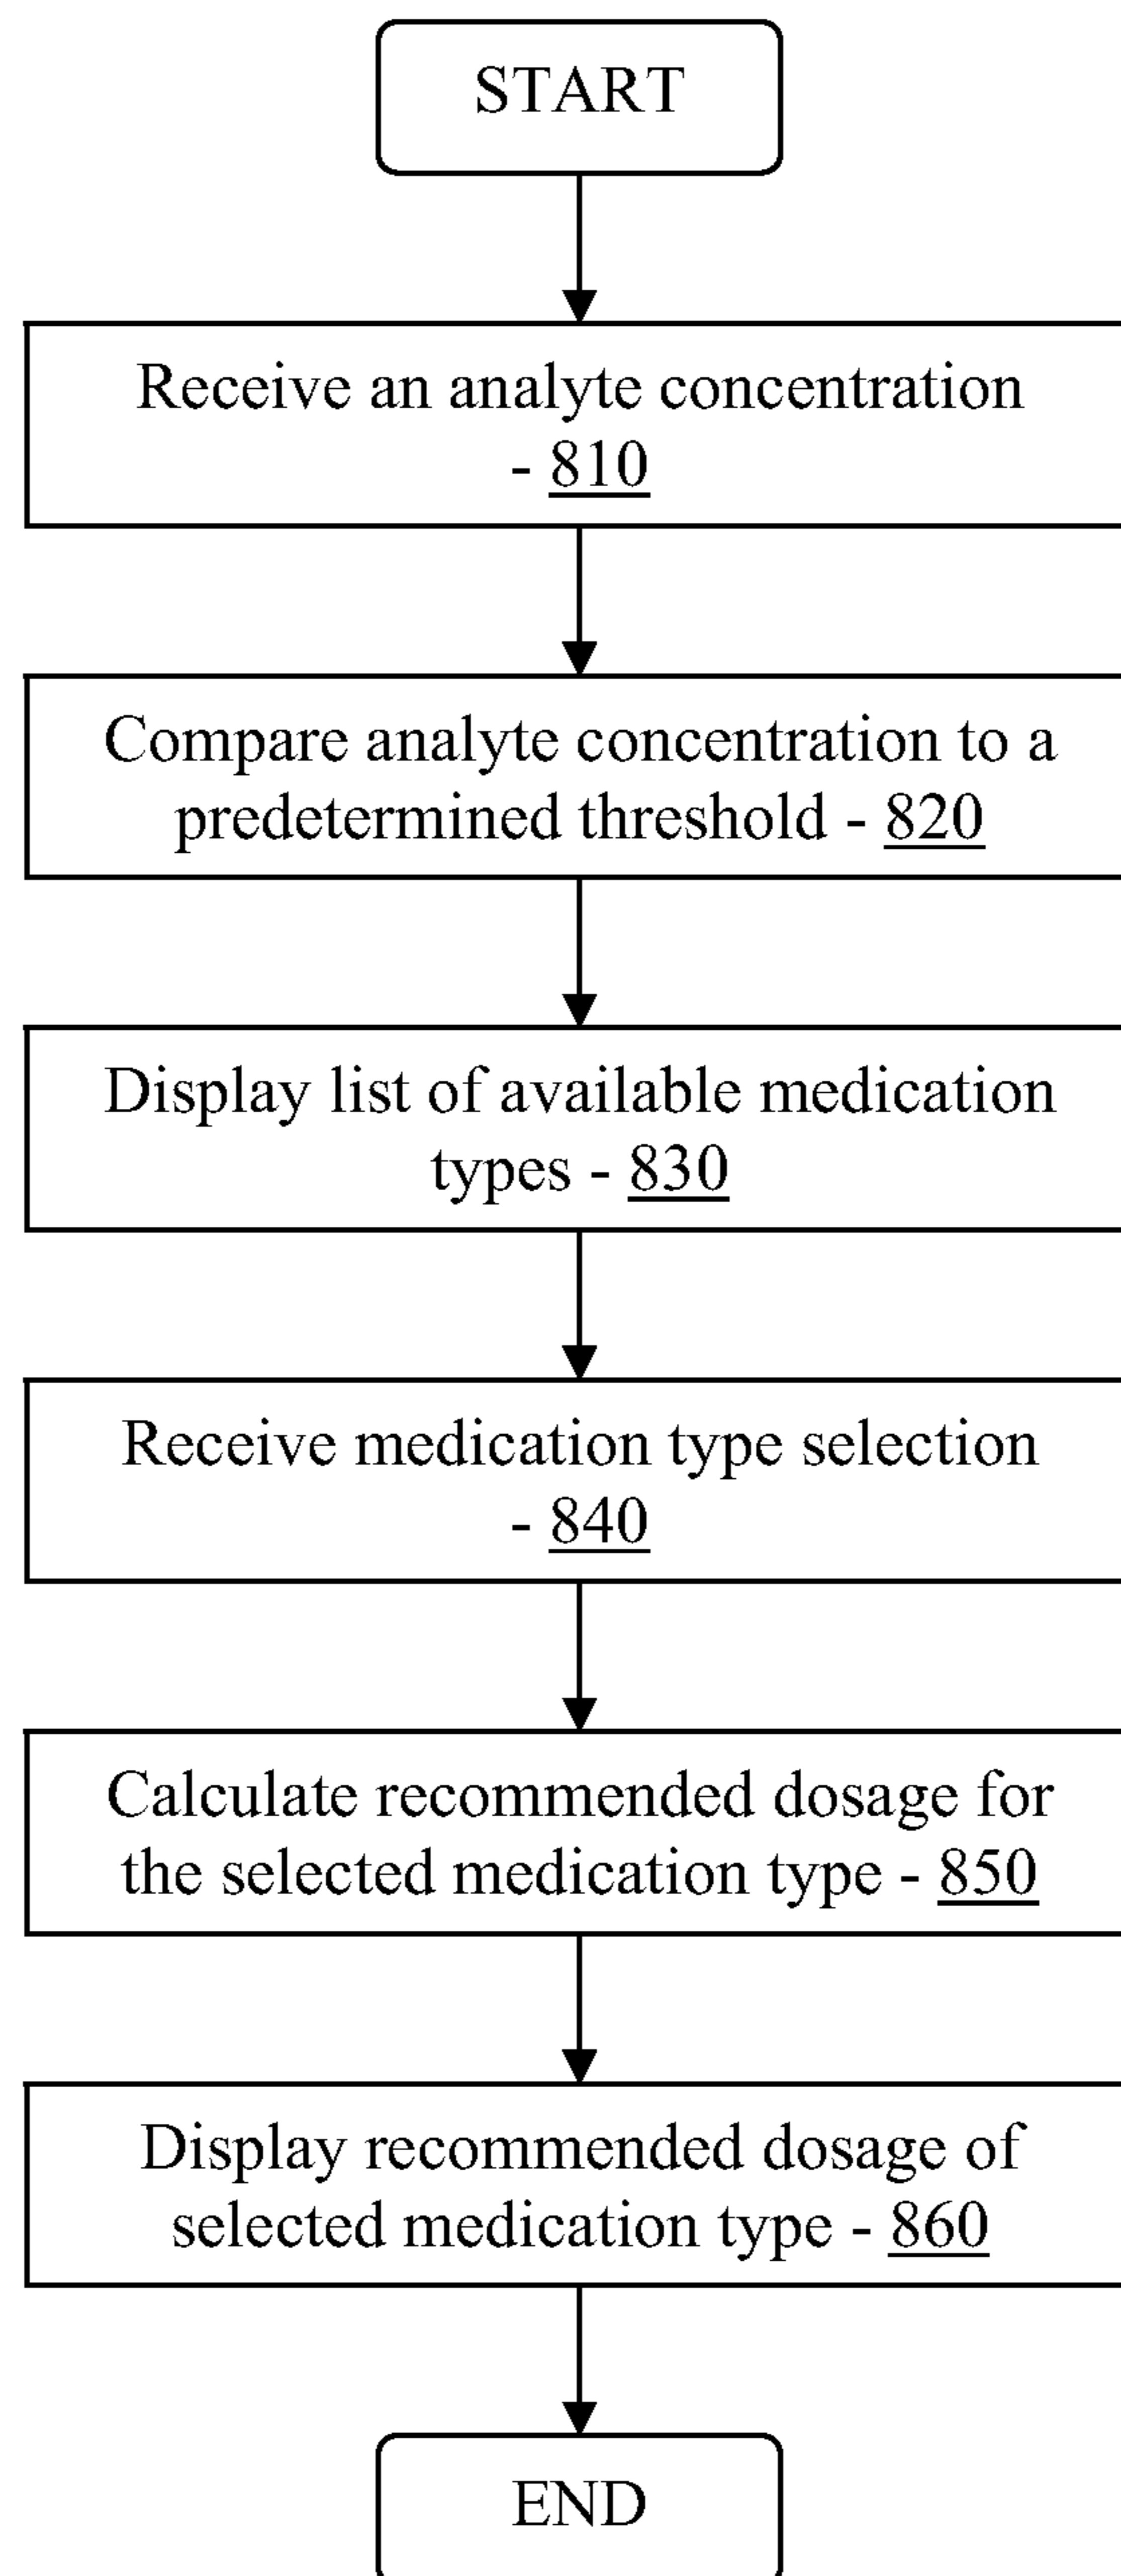 START
Receive an analyte concentration
- 810
Compare analyte concentration to a
predetermined threshold - 820
Display list of available medication
types - 830
Receive medication type selection
- 840
Calculate recommended dosage for
the selected medication type - 850
Display recommended dosage of
selected medication type - 860
END